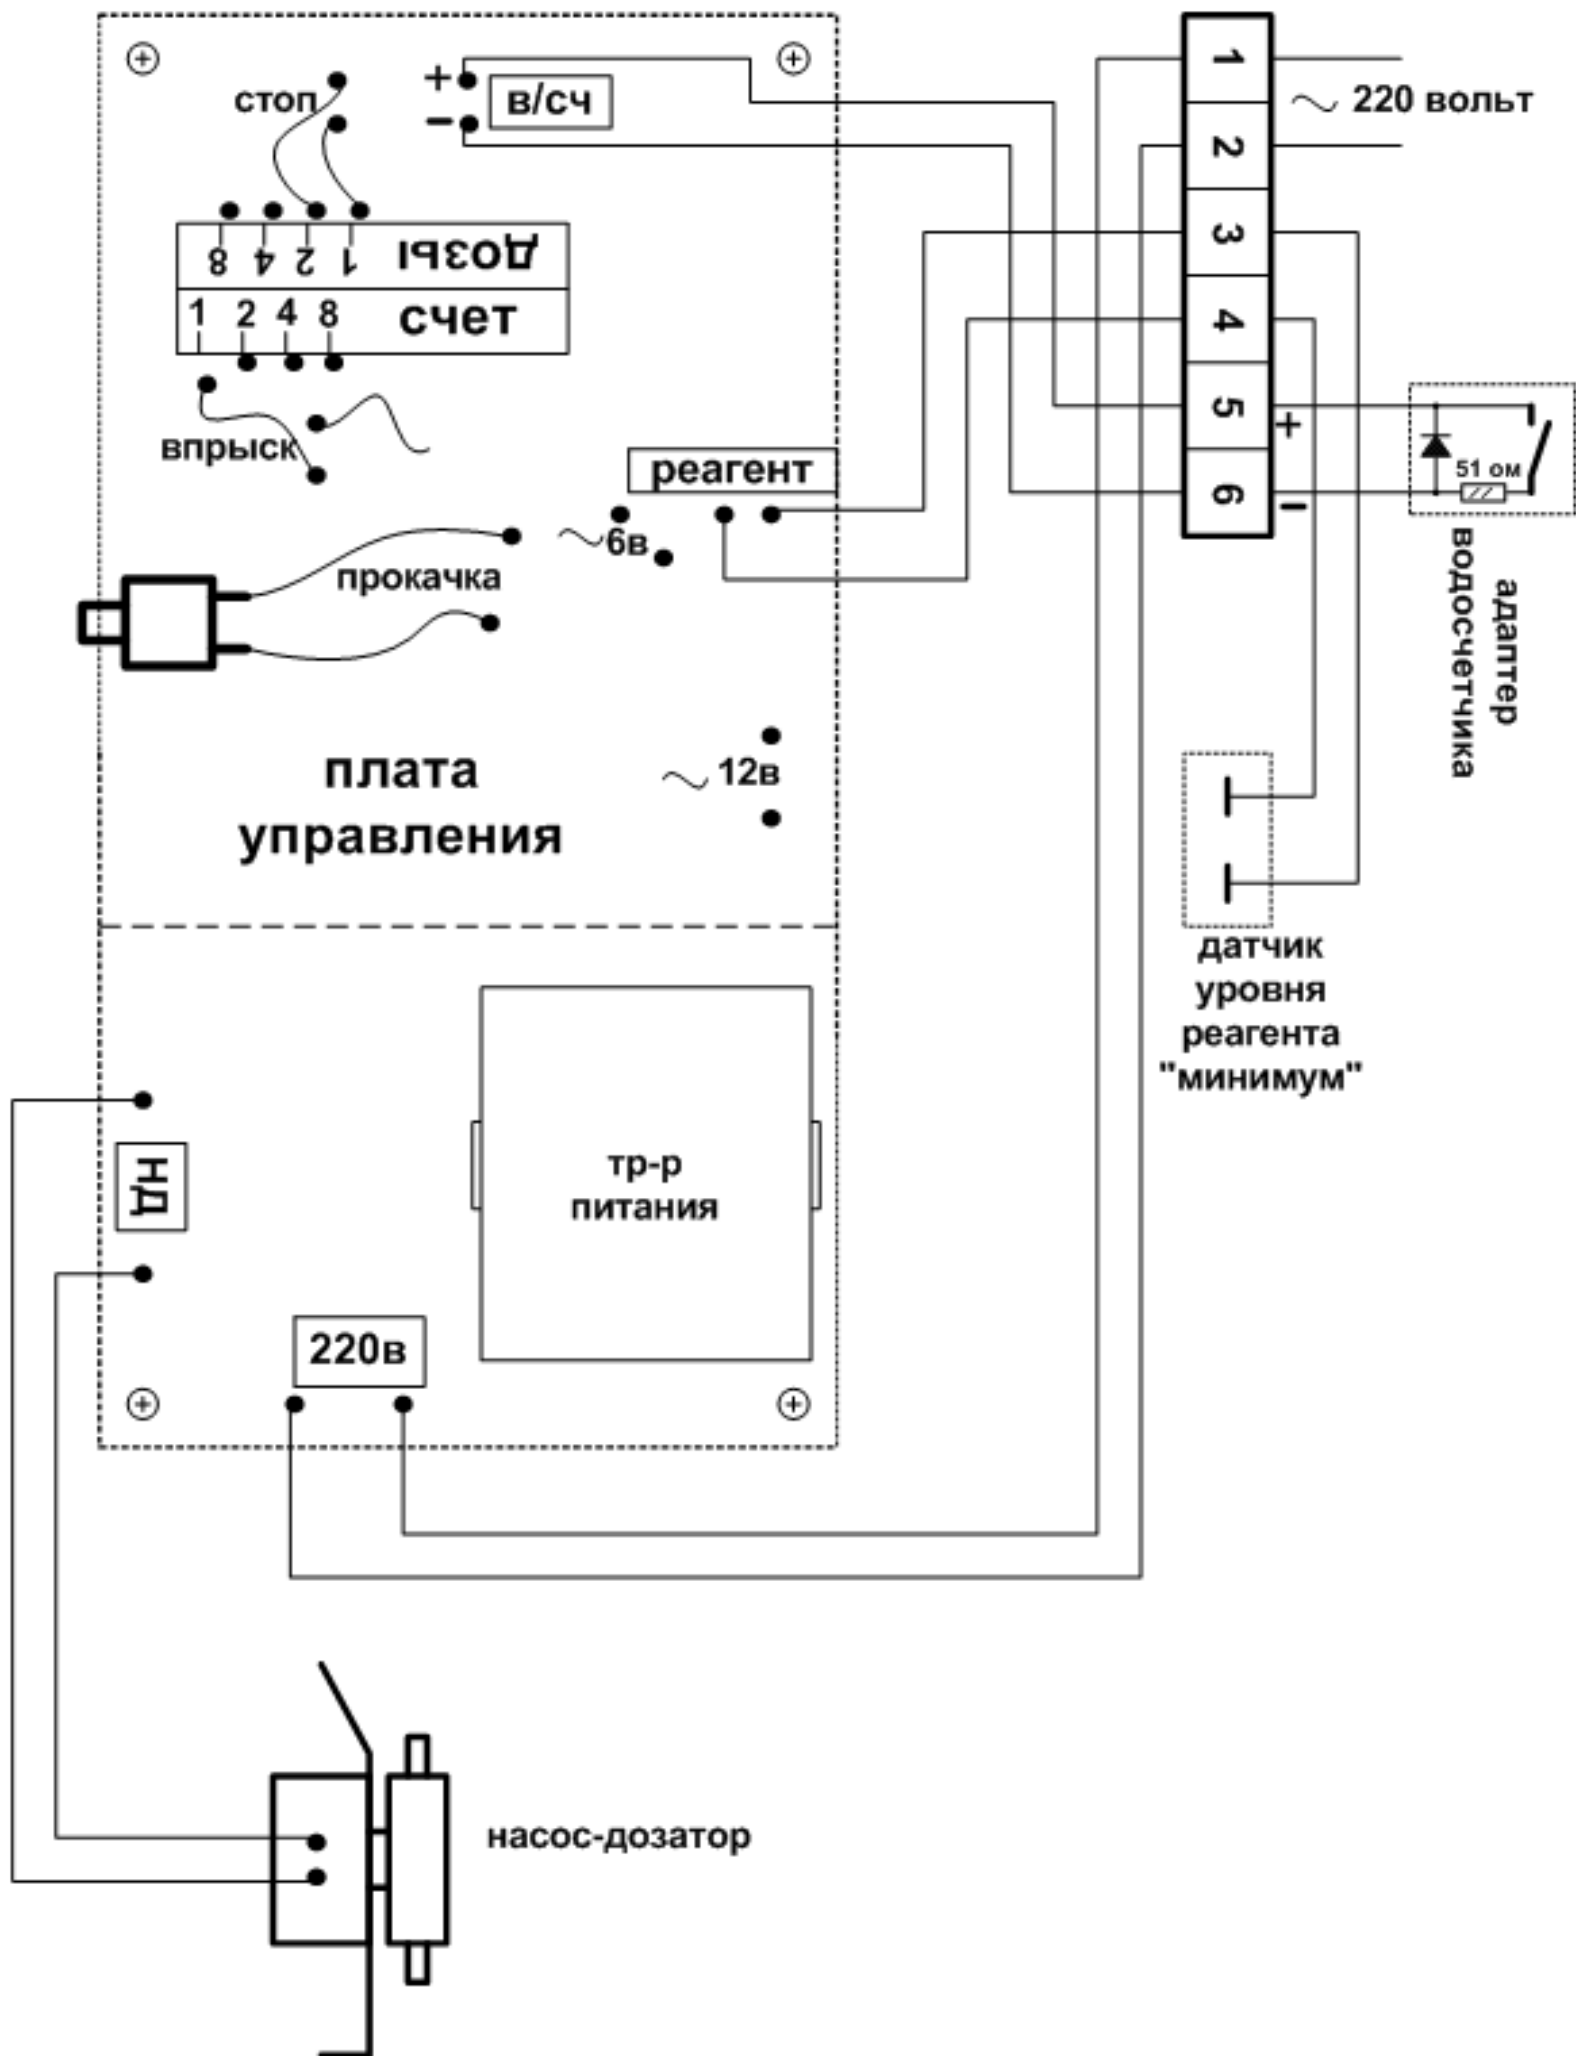 стоп
+
−
в/сч
8 4 2 1 дозы
1 2 4 8 счет
впрыск
реагент
~ 6в
прокачка
~ 12в
плата
управления
НД
тр-р
питания
220в
насос-дозатор
1
2
3
4
5
6
~ 220 вольт
+
−
51 ом
адаптер
водосчетчика
датчик
уровня
реагента
"минимум"